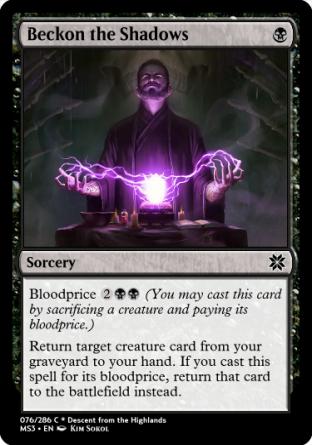 Beckon the Shadows
Sorcery
Bloodprice 2 (You may cast this card
by sacrificing a creature and paying its
bloodprice.)
Return target creature card from your
graveyard to your hand. If you cast this
spell for its bloodprice, return that card
to the battlefield instead.
076/286 C * Descent from the Highlands
MS3 • EN Kim Sokol